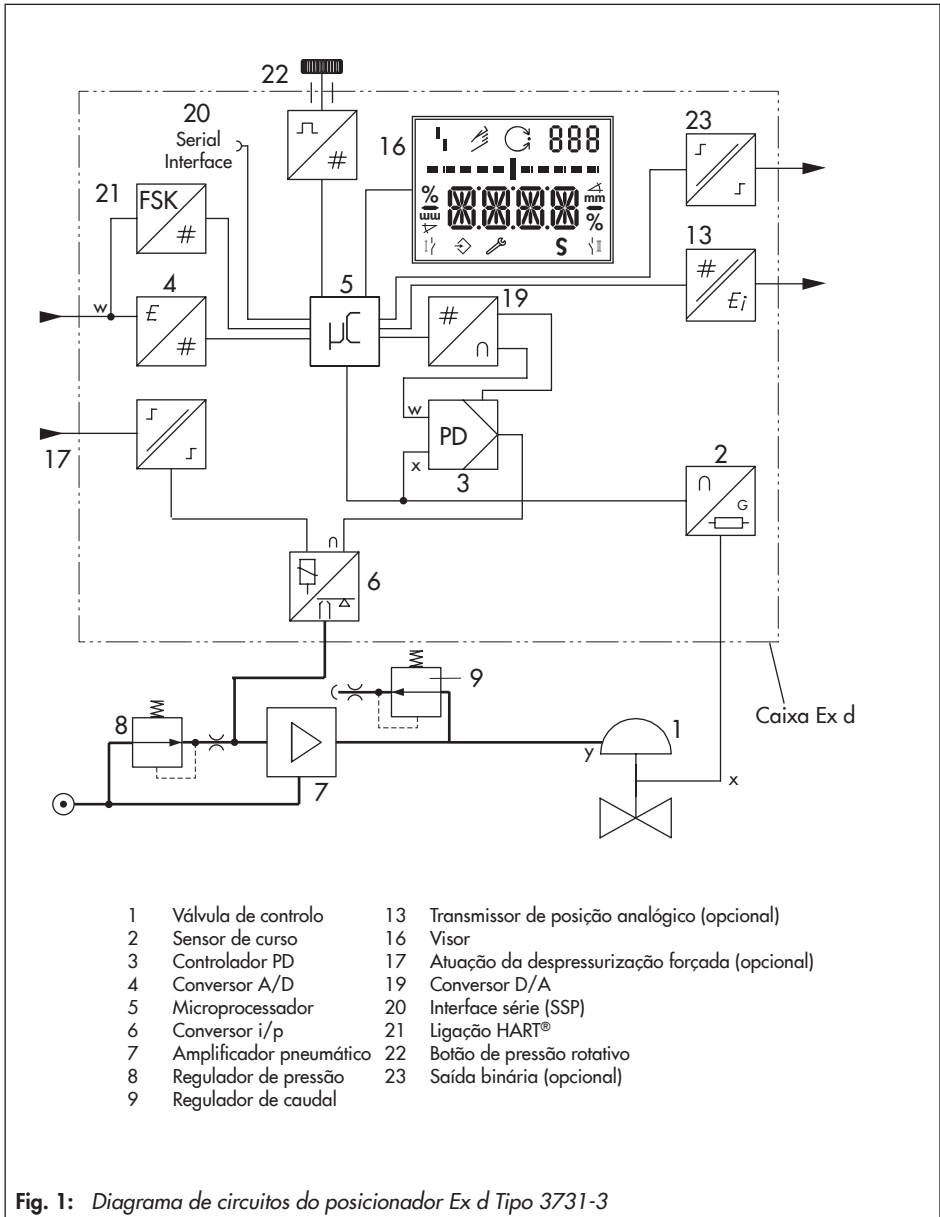 22
20
Serial
Interface
16
888
%
mm
mm
%
S
23
21
FSK
#
#
w
4
E
#
5
µC
19
#
∩
13
#
Ei
17
w
x
PD
3
2
∩
G
∩
6
8
9
7
y
1
x
Caixa Ex d
1 Válvula de controlo
2 Sensor de curso
3 Controlador PD
4 Conversor A/D
5 Microprocessador
6 Conversor i/p
7 Amplificador pneumático
8 Regulador de pressão
9 Regulador de caudal
13 Transmissor de posição analógico (opcional)
16 Visor
17 Atuação da despressurização forçada (opcional)
19 Conversor D/A
20 Interface série (SSP)
21 Ligação HART®
22 Botão de pressão rotativo
23 Saída binária (opcional)
Fig. 1: Diagrama de circuitos do posicionador Ex d Tipo 3731-3